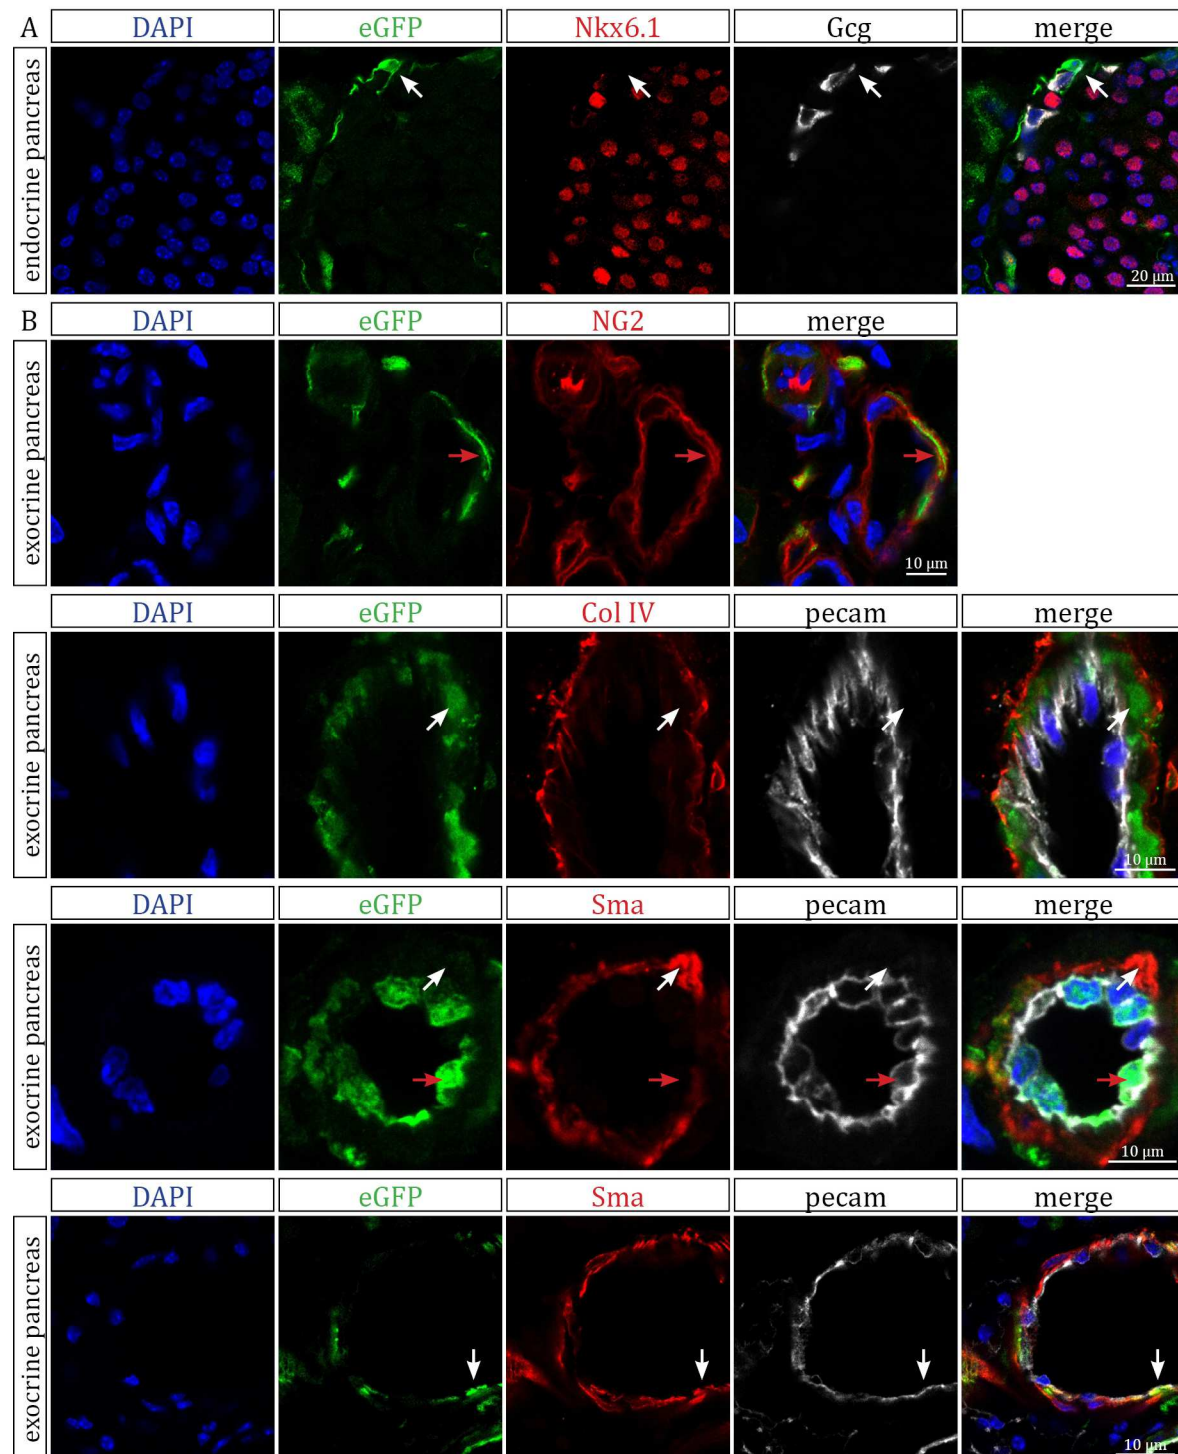 A DAPI eGFP Nkx6.1 Gcg merge
endocrine pancreas
20 μm
B DAPI eGFP NG2 merge
exocrine pancreas
10 μm
DAPI eGFP Col IV pecam merge
exocrine pancreas
10 μm
DAPI eGFP Sma pecam merge
exocrine pancreas
10 μm
DAPI eGFP Sma pecam merge
exocrine pancreas
10 μm